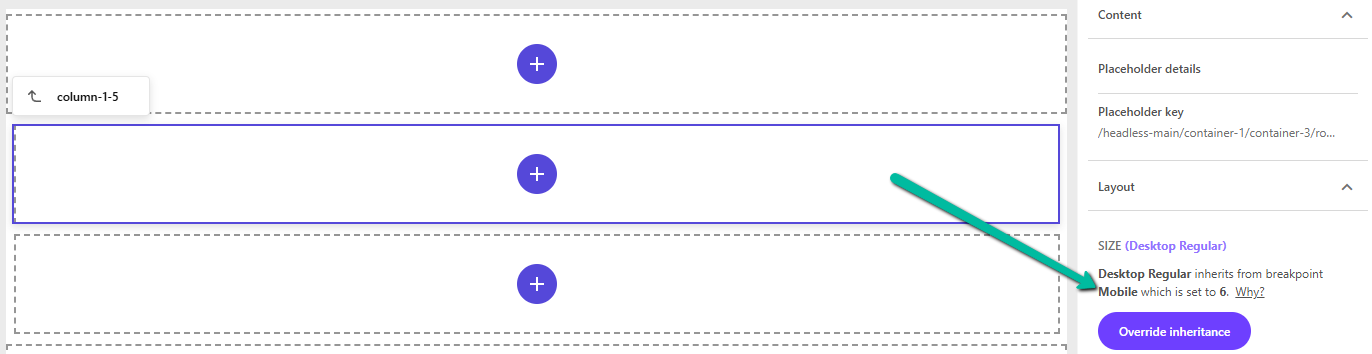 Content
Placeholder details
column-1-5
Placeholder key
/headless-main/container-1/container-3/ro...
Layout
SIZE (Desktop Regular)
Desktop Regular inherits from breakpoint
Mobile which is set to 6. Why?
Override inheritance